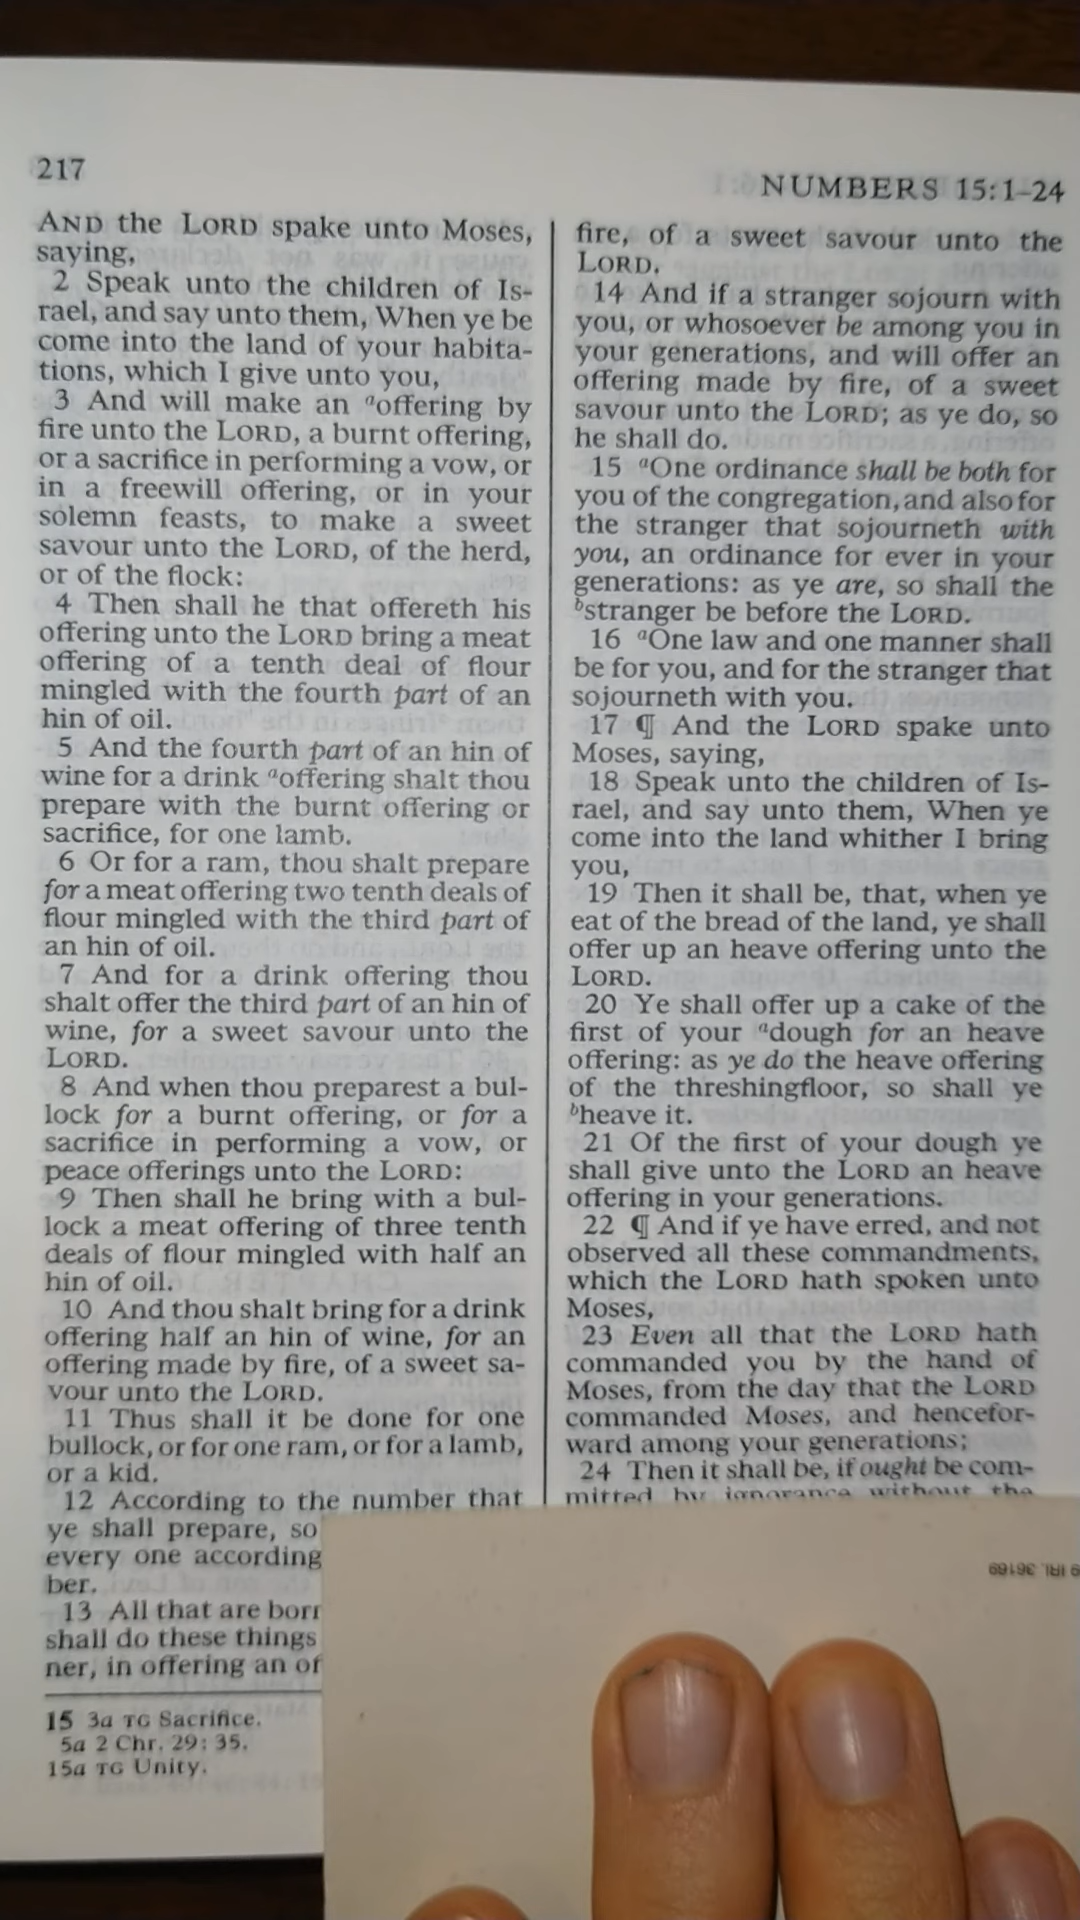 217
NUMBERS 15:1–24
AND the LORD spake unto Moses,
saying,
2 Speak unto the children of Is-
rael, and say unto them, When ye be
come into the land of your habita-
tions, which I give unto you,
3 And will make an aoffering by
fire unto the LORD, a burnt offering,
or a sacrifice in performing a vow, or
in a freewill offering, or in your
solemn feasts, to make a sweet
savour unto the LORD, of the herd,
or of the flock:
4 Then shall he that offereth his
offering unto the LORD bring a meat
offering of a tenth deal of flour
mingled with the fourth part of an
hin of oil.
5 And the fourth part of an hin of
wine for a drink aoffering shalt thou
prepare with the burnt offering or
sacrifice, for one lamb.
6 Or for a ram, thou shalt prepare
for a meat offering two tenth deals of
flour mingled with the third part of
an hin of oil.
7 And for a drink offering thou
shalt offer the third part of an hin of
wine, for a sweet savour unto the
LORD.
8 And when thou preparest a bul-
lock for a burnt offering, or for a
sacrifice in performing a vow, or
peace offerings unto the LORD:
9 Then shall he bring with a bul-
lock a meat offering of three tenth
deals of flour mingled with half an
hin of oil.
10 And thou shalt bring for a drink
offering half an hin of wine, for an
offering made by fire, of a sweet sa-
vour unto the LORD.
11 Thus shall it be done for one
bullock, or for one ram, or for a lamb,
or a kid.
12 According to the number that
ye shall prepare, so
every one according
ber.
13 All that are
shall do these things
ner, in offering an
15 3a TG Sacrifice.
5a 2 Chr. 29:35.
15a TG Unity.
fire, of a sweet savour unto the
LORD.
14 And if a stranger sojourn with
you, or whosoever be among you in
your generations, and will offer an
offering made by fire, of a sweet
savour unto the LORD; as ye do, so
he shall do.
15 aOne ordinance shall be both for
you of the congregation, and also for
the stranger that sojourneth with
you, an ordinance for ever in your
generations: as ye are, so shall the
bstranger be before the LORD.
16 aOne law and one manner shall
be for you, and for the stranger that
sojourneth with you.
17 ¶ And the LORD spake unto
Moses, saying,
18 Speak unto the children of Is-
rael, and say unto them, When ye
come into the land whither I bring
you,
19 Then it shall be, that, when ye
eat of the bread of the land, ye shall
offer up an heave offering unto the
LORD.
20 Ye shall offer up a cake of the
first of your adough for an heave
offering: as ye do the heave offering
of the threshingfloor, so shall ye
bheave it.
21 Of the first of your dough ye
shall give unto the LORD an heave
offering in your generations.
22 ¶ And if ye have erred, and not
observed all these commandments,
which the LORD hath spoken unto
Moses,
23 Even all that the LORD hath
commanded you by the hand of
Moses, from the day that the LORD
commanded Moses, and hencefor-
ward among your generations;
24 Then it shall be, if ought be com-
mitted by ignorance without the
IRI. 36169